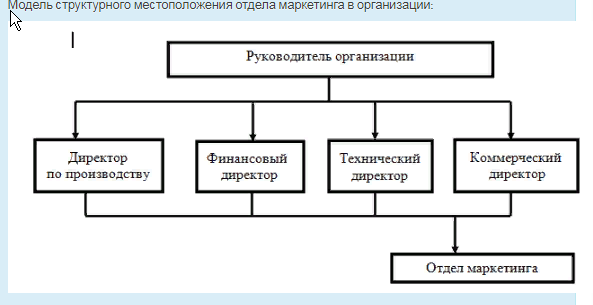 Модель структурного местоположения отдела маркетинга в организации:
Руководитель организации
Директор
по производству
Финансовый
директор
Технический
директор
Коммерческий
директор
Отдел маркетинга